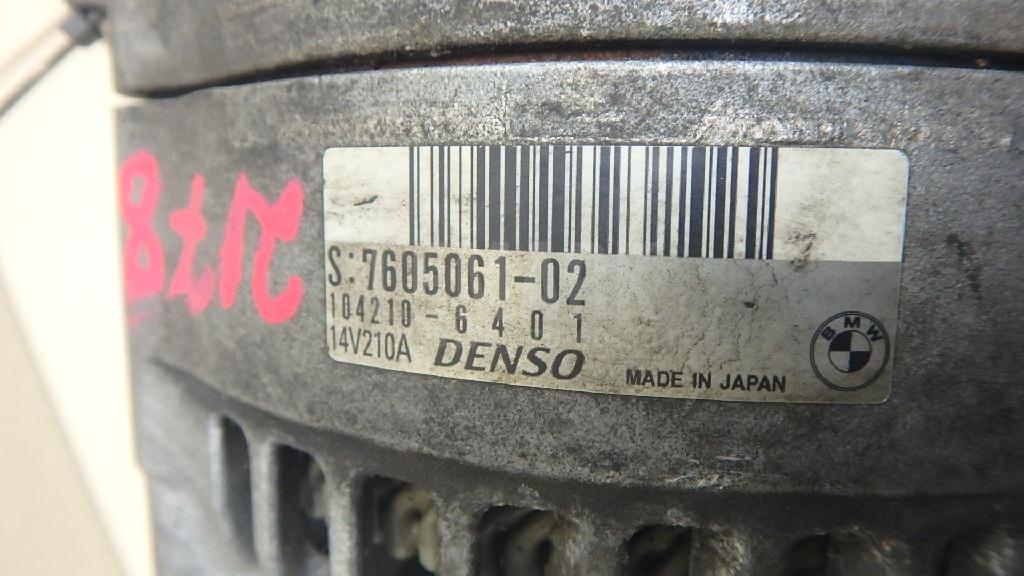 S:7605061-02
104210-6401
14V210A DENSO MADE IN JAPAN
BMW